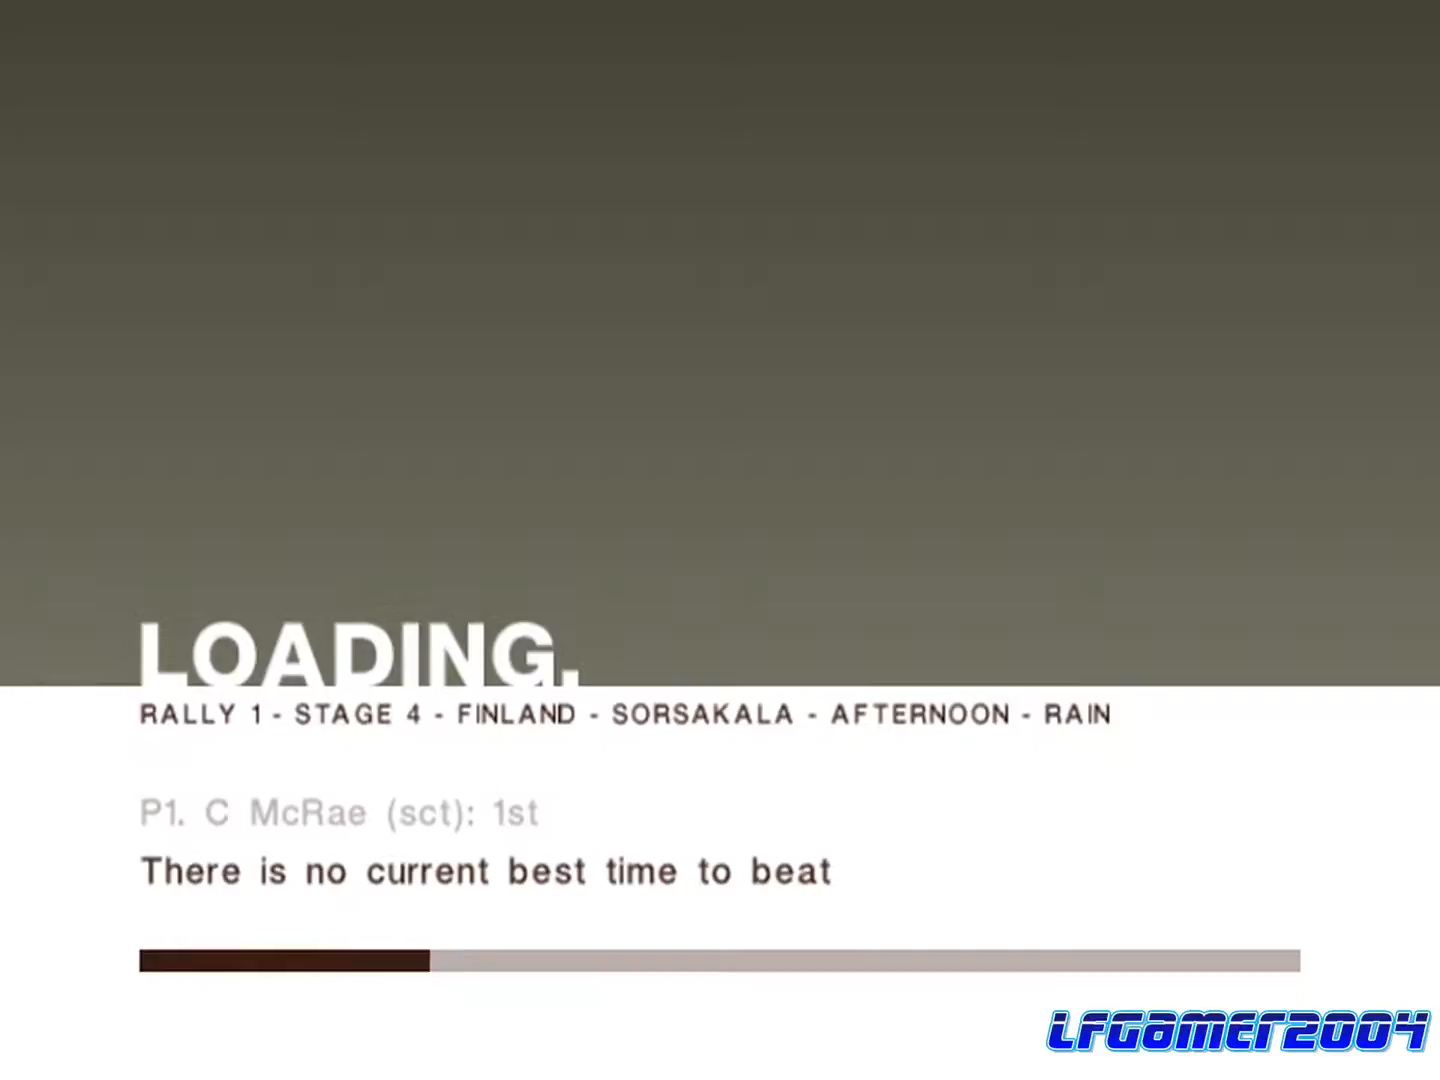 LOADING.
RALLY 1 - STAGE 4 - FINLAND - SORSAKALA - AFTERNOON - RAIN
P1. C McRae (sct): 1st
There is no current best time to beat
LFGamer2004